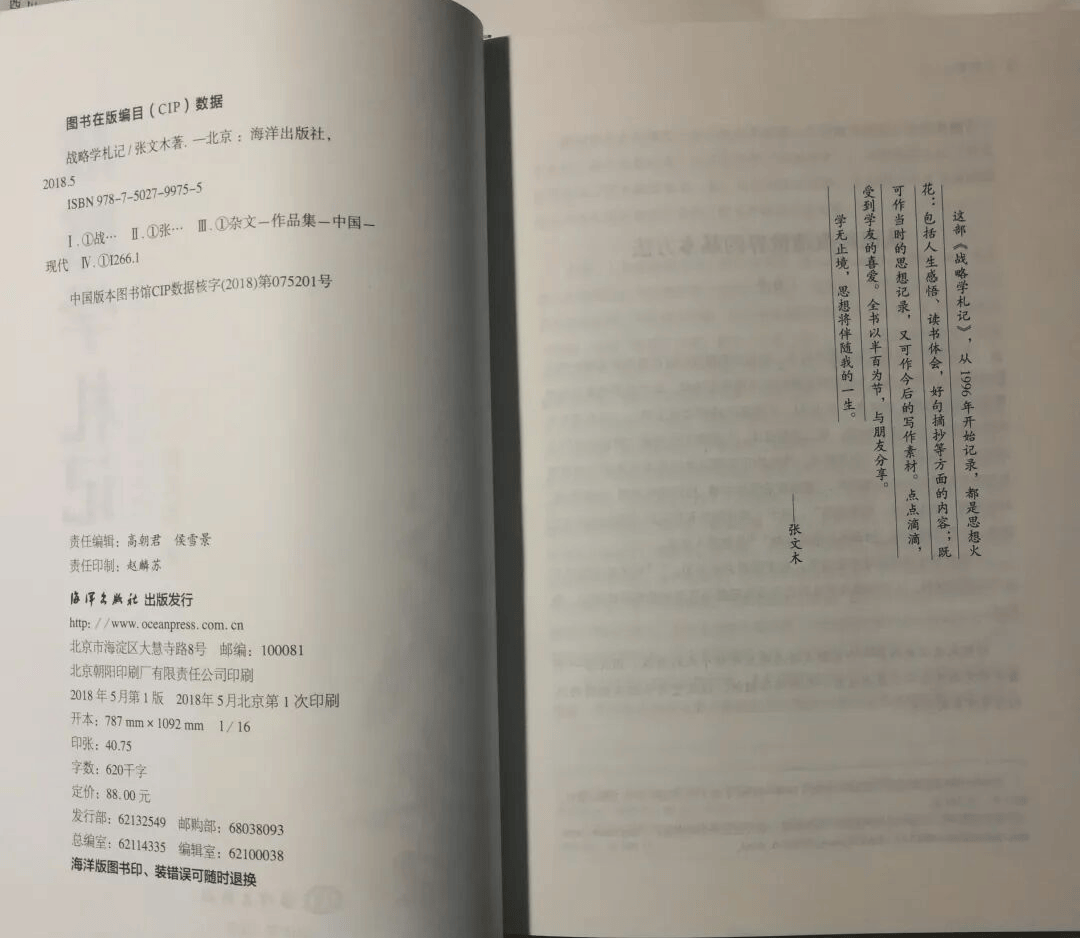 图书在版编目(CIP)数据
战略学札记/张文木著.—北京:海洋出版社,
2018.5
ISBN 978-7-5027-9975-5
Ⅰ.①战… Ⅱ.①张… Ⅲ.①杂文—作品集—中国—
现代 Ⅳ.①I266.1
中国版本图书馆CIP数据核字(2018)第075201号
责任编辑:高朝君 侯雪景
责任印制:赵麟苏
海洋出版社 出版发行
http://www.oceanpress.com.cn
北京市海淀区大慧寺路8号 邮编:100081
北京朝阳印刷厂有限责任公司印刷
2018年5月第1版 2018年5月北京第1次印刷
开本:787 mm×1092 mm 1/16
印张:40.75
字数:620千字
定价:88.00元
发行部:62132549 邮购部:68038093
总编室:62114335 编辑室:62100038
海洋版图书印、装错误可随时退换
这部《战略学札记》,从1996年开始记录,都是思想火
花:包括人生感悟、读书体会,好句摘抄等方面的内容;既
可作当时的思想记录,又可作今后的写作素材。点点滴滴,
受到学友的喜爱。全书以半百为节,与朋友分享。
学无止境,思想将伴随我的一生。
——张文木